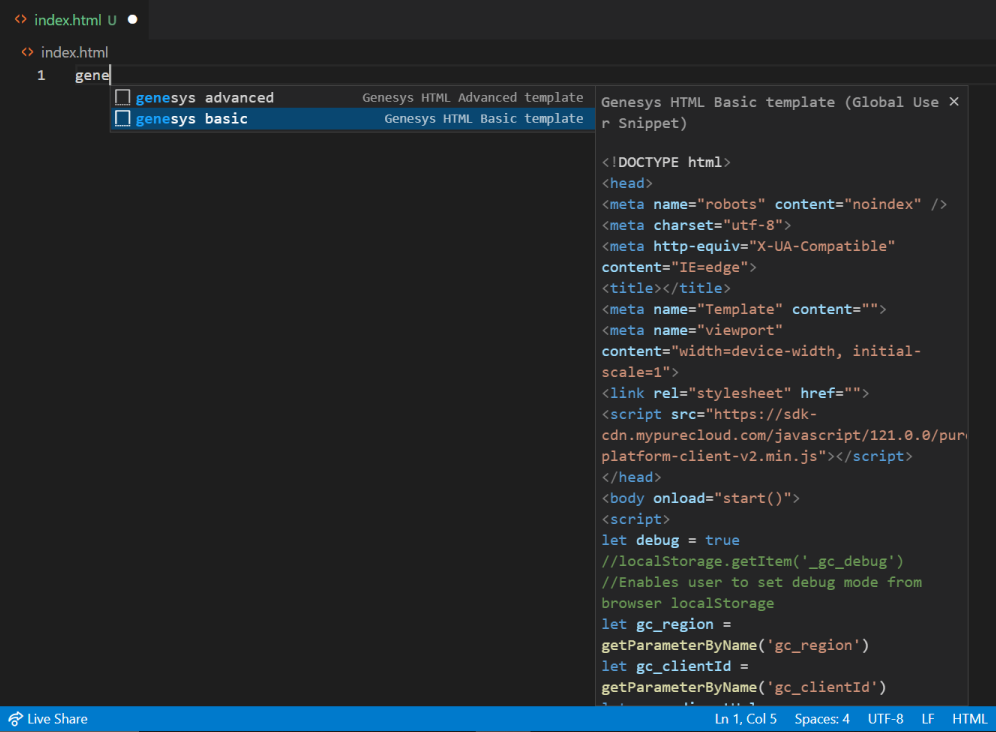 <> index.html U ●
<> index.html
1 gene
genesys advanced Genesys HTML Advanced template
genesys basic Genesys HTML Basic template
Genesys HTML Basic template (Global Use ×
r Snippet)
<!DOCTYPE html>
<head>
<meta name="robots" content="noindex" />
<meta charset="utf-8">
<meta http-equiv="X-UA-Compatible"
content="IE=edge">
<title></title>
<meta name="Template" content="">
<meta name="viewport"
content="width=device-width, initial-
scale=1">
<link rel="stylesheet" href="">
<script src="https://sdk-
cdn.mypurecloud.com/javascript/121.0.0/pure
platform-client-v2.min.js"></script>
</head>
<body onload="start()">
<script>
let debug = true
//localStorage.getItem('_gc_debug')
//Enables user to set debug mode from
browser localStorage
let gc_region =
getParameterByName('gc_region')
let gc_clientId =
getParameterByName('gc_clientId')
Live Share Ln 1, Col 5 Spaces: 4 UTF-8 LF HTML